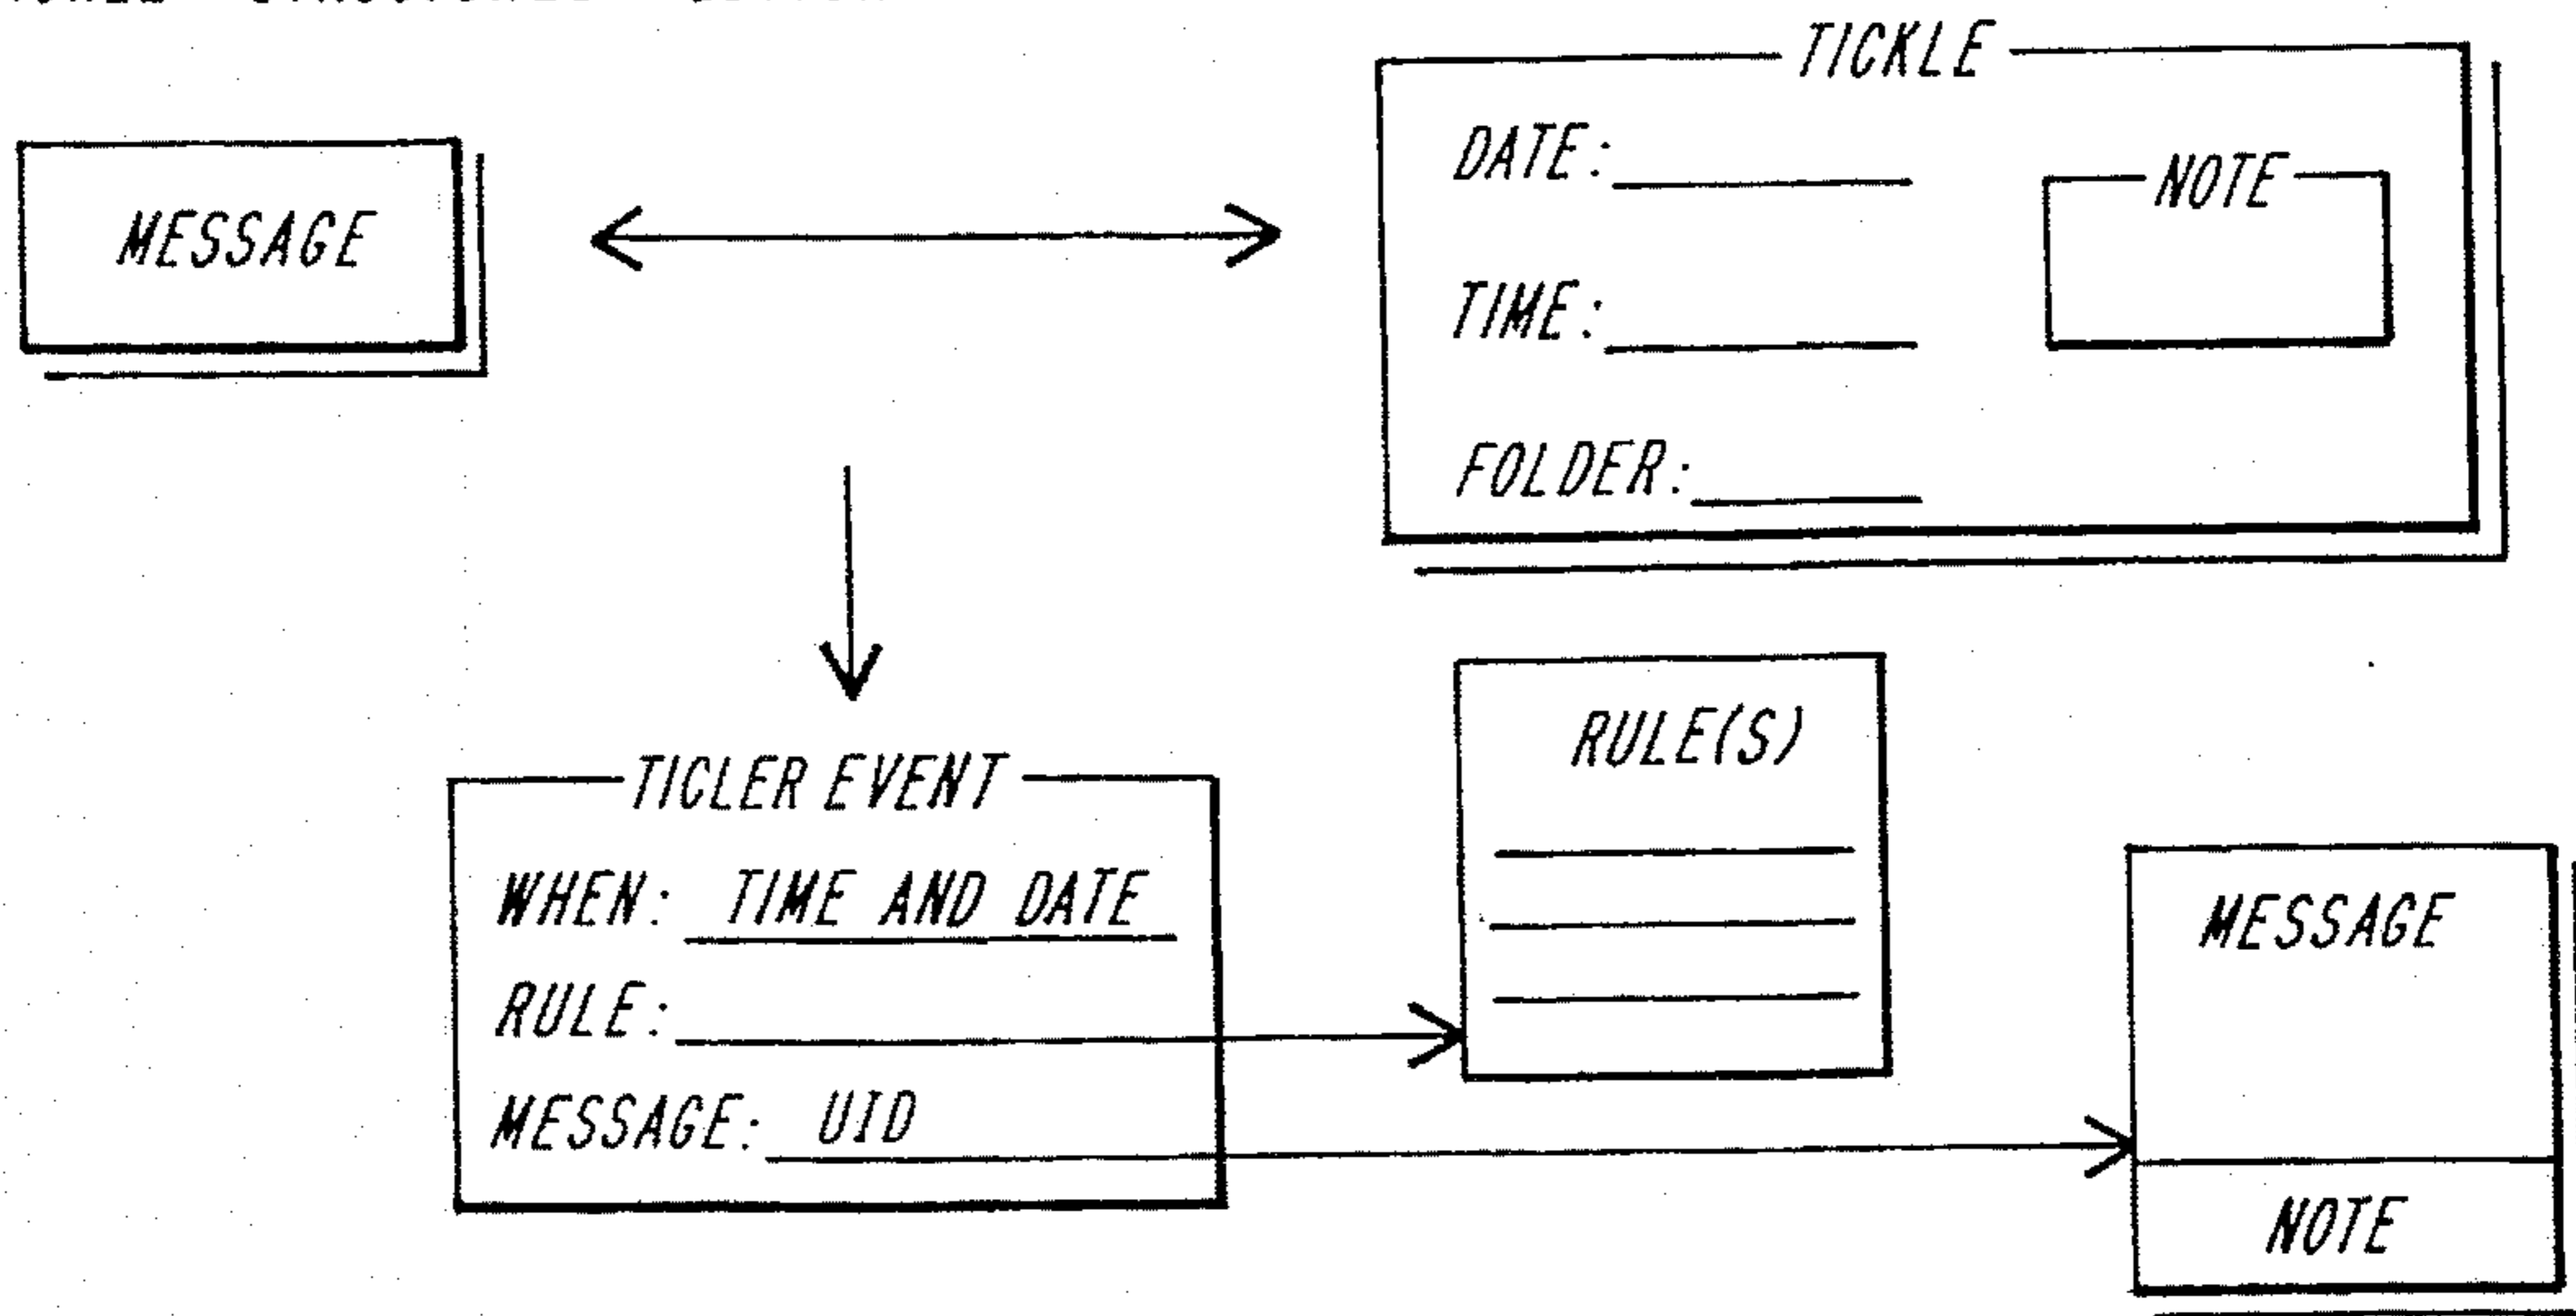 TICKLE
MESSAGE
DATE:
NOTE
TIME:
FOLDER:
TICLER EVENT
WHEN: TIME AND DATE
RULE:
MESSAGE: UID
RULE(S)
MESSAGE
NOTE